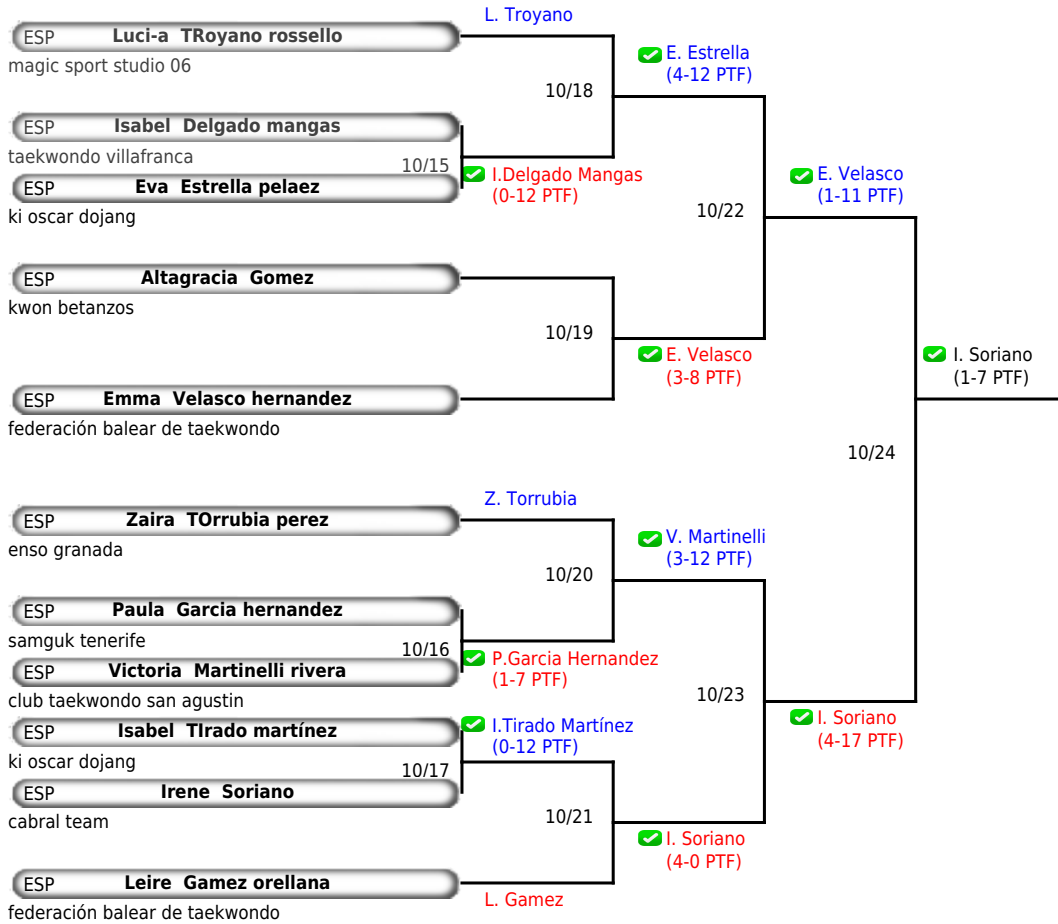 L. Troyano
ESP Luci-a TRoyano rossello
magic sport studio 06
E. Estrella
(4-12 PTF)
10/18
ESP Isabel Delgado mangas
taekwondo villafranca
10/15
I.Delgado Mangas
(0-12 PTF)
E. Velasco
(1-11 PTF)
ESP Eva Estrella pelaez
ki oscar dojang
10/22
ESP Altagracia Gomez
kwon betanzos
10/19
E. Velasco
(3-8 PTF)
I. Soriano
(1-7 PTF)
ESP Emma Velasco hernandez
federación balear de taekwondo
10/24
Z. Torrubia
ESP Zaira TOrrubia perez
enso granada
V. Martinelli
(3-12 PTF)
10/20
ESP Paula Garcia hernandez
samguk tenerife
10/16
P.Garcia Hernandez
(1-7 PTF)
ESP Victoria Martinelli rivera
club taekwondo san agustin
10/23
I. Soriano
(4-17 PTF)
ESP Isabel TIrado martínez
ki oscar dojang
I.Tirado Martínez
(0-12 PTF)
10/17
ESP Irene Soriano
cabral team
10/21
I. Soriano
(4-0 PTF)
ESP Leire Gamez orellana
L. Gamez
federación balear de taekwondo